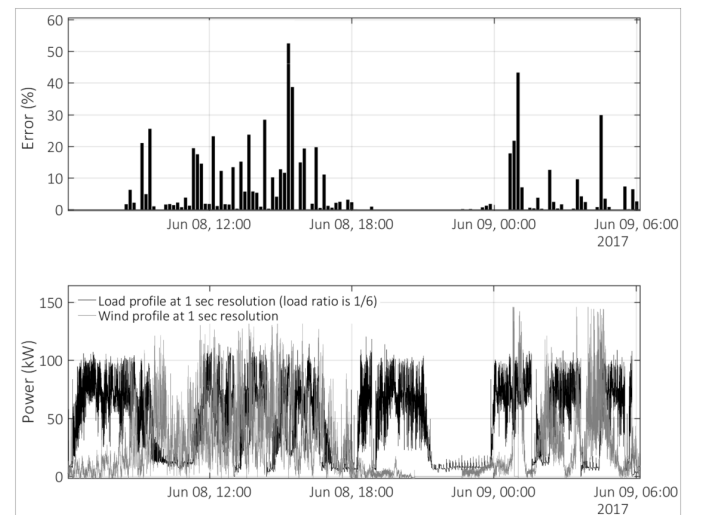 60
50
40
30
20
10
0
Error (%)
Jun 08, 12:00 Jun 08, 18:00 Jun 09, 00:00 Jun 09, 06:00
2017
150
100
50
0
Power (kW)
Load profile at 1 sec resolution (load ratio is 1/6)
Wind profile at 1 sec resolution
Jun 08, 12:00 Jun 08, 18:00 Jun 09, 00:00 Jun 09, 06:00
2017